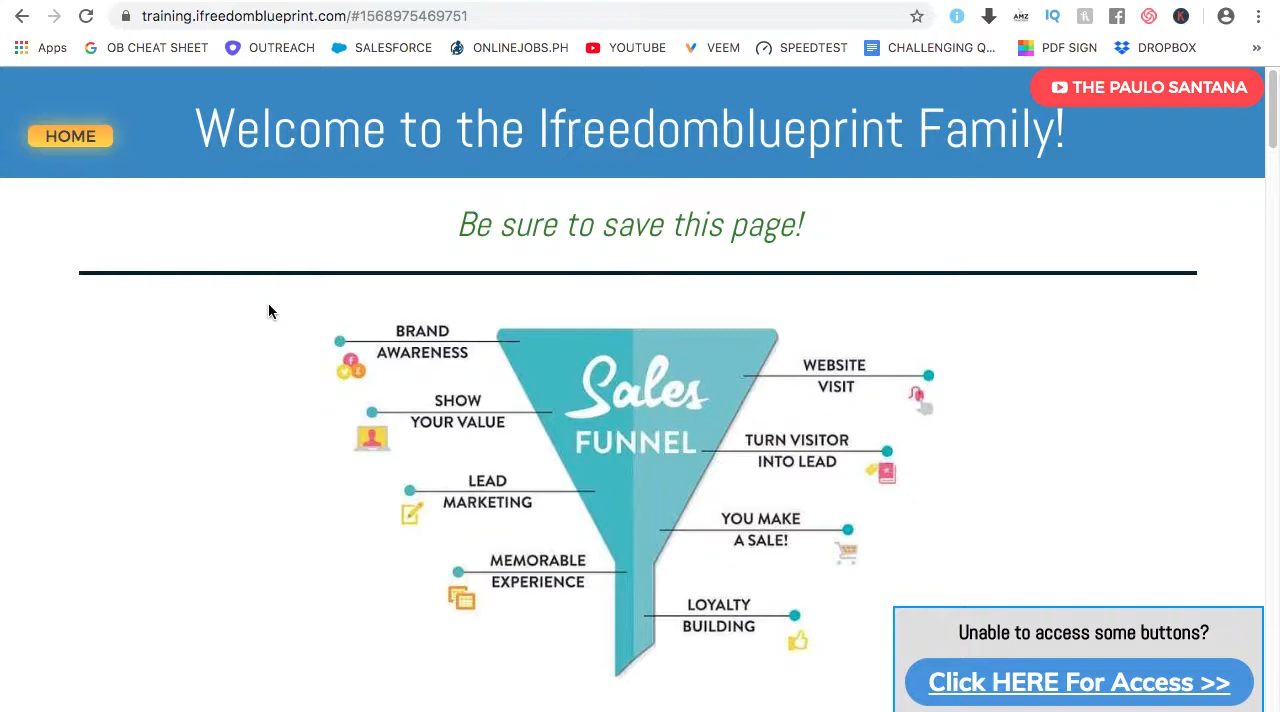 training.ifreedomblueprint.com/#1568975469751
Apps
OB CHEAT SHEET
OUTREACH
SALESFORCE
ONLINEJOBS.PH
YOUTUBE
VEEM
SPEEDTEST
CHALLENGING Q...
PDF SIGN
DROPBOX
»
THE PAULO SANTANA
HOME
Welcome to the Ifreedomblueprint Family!
Be sure to save this page!
Sales
FUNNEL
BRAND
AWARENESS
WEBSITE
VISIT
SHOW
YOUR VALUE
TURN VISITOR
INTO LEAD
LEAD
MARKETING
YOU MAKE
A SALE!
MEMORABLE
EXPERIENCE
LOYALTY
BUILDING
Unable to access some buttons?
Click HERE For Access >>